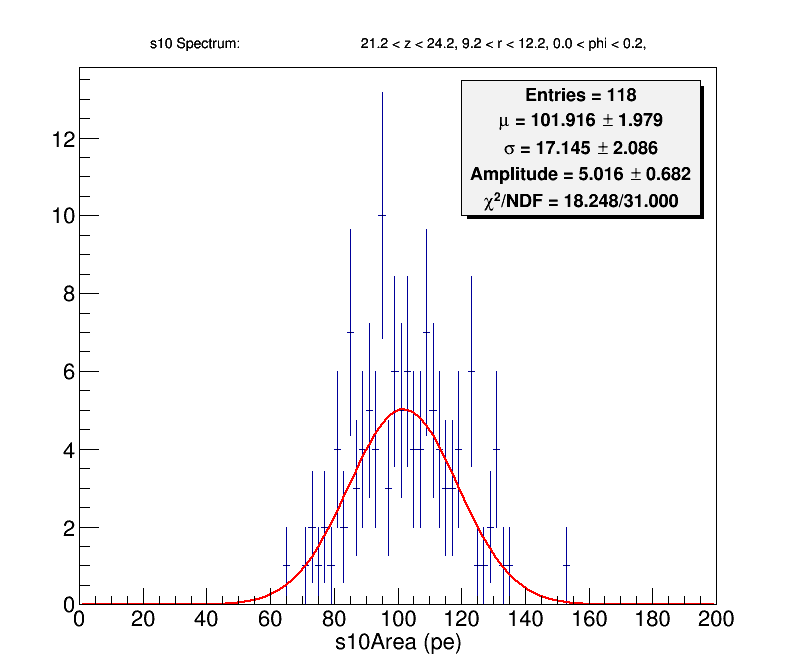 s10 Spectrum: 21.2 < z < 24.2, 9.2 < r < 12.2, 0.0 < phi < 0.2,
Entries = 118
μ = 101.916 ± 1.979
σ = 17.145 ± 2.086
Amplitude = 5.016 ± 0.682
χ²/NDF = 18.248/31.000
12
10
8
6
4
2
0
0 20 40 60 80 100 120 140 160 180 200
s10Area (pe)